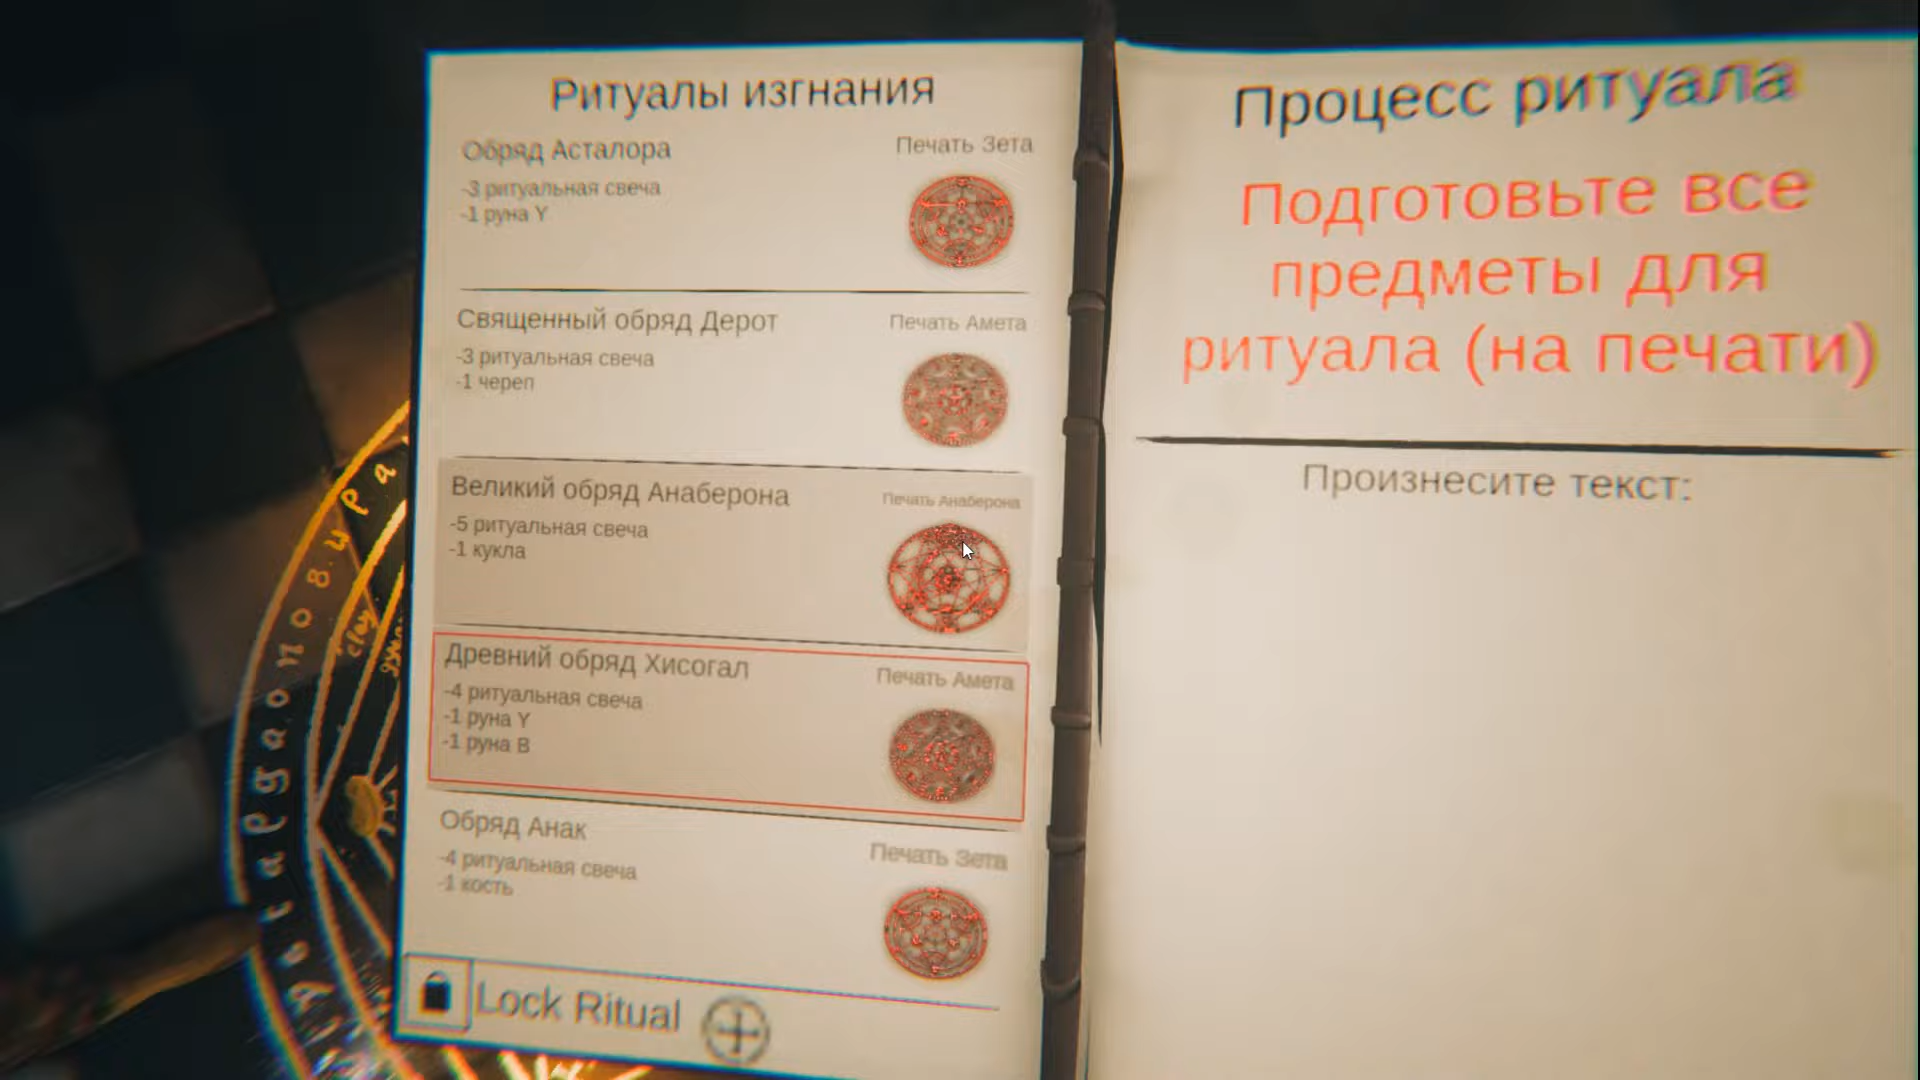 Ритуалы изгнания
Обряд Асталора
Печать Зета
-3 ритуальная свеча
-1 руна Y
Священный обряд Дерот
Печать Амета
-3 ритуальная свеча
-1 череп
Великий обряд Анаберона
Печать Анаберона
-5 ритуальная свеча
-1 кукла
Древний обряд Хисогал
Печать Амета
-4 ритуальная свеча
-1 руна Y
-1 руна B
Обряд Анак
Печать Зета
-4 ритуальная свеча
-1 кость
Lock Ritual
Процесс ритуала
Подготовьте все
предметы для
ритуала (на печати)
Произнесите текст: